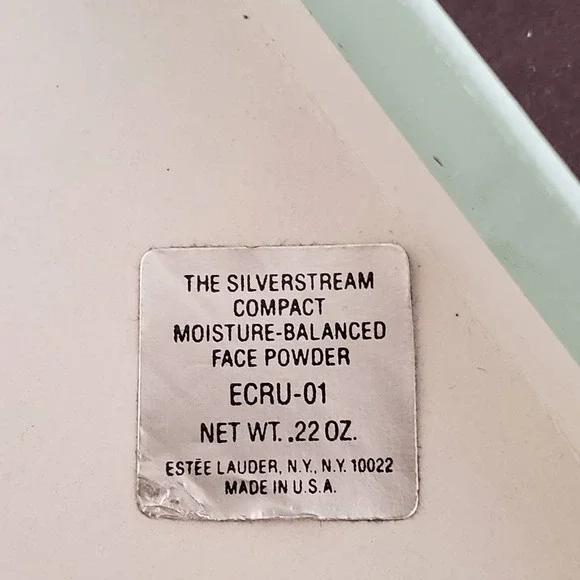 THE SILVERSTREAM
COMPACT
MOISTURE-BALANCED
FACE POWDER
ECRU-01
NET WT. .22 OZ.
ESTĒE LAUDER, N.Y., N.Y. 10022
MADE IN U.S.A.